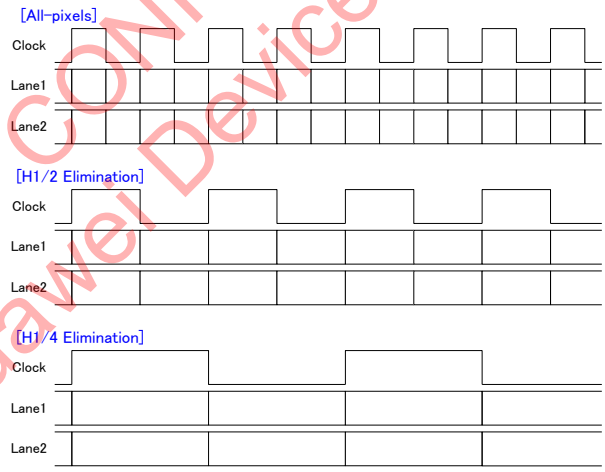 [All-pixels]
Clock
Lane1
Lane2
[H1/2 Elimination]
Clock
Lane1
Lane2
[H1/4 Elimination]
Clock
Lane1
Lane2